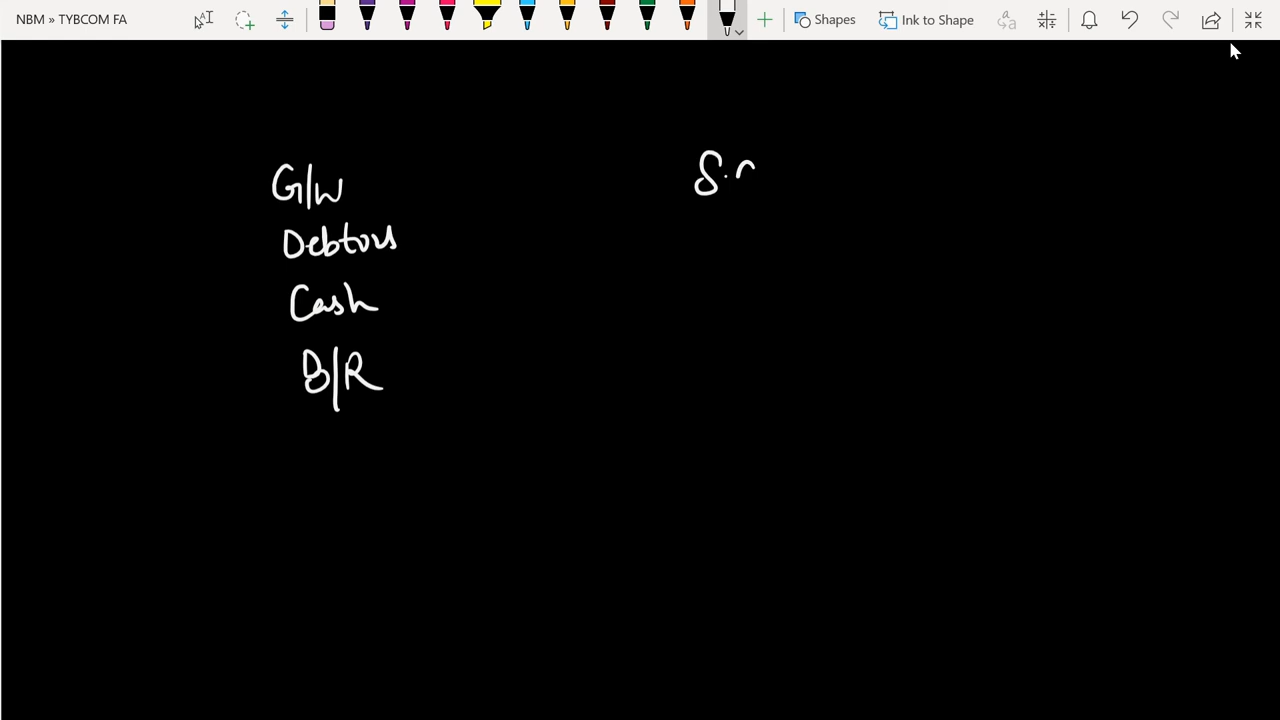 NBM » TYBCOM FA
Shapes
Ink to Shape
G/W
Debtors
Cash
B/R